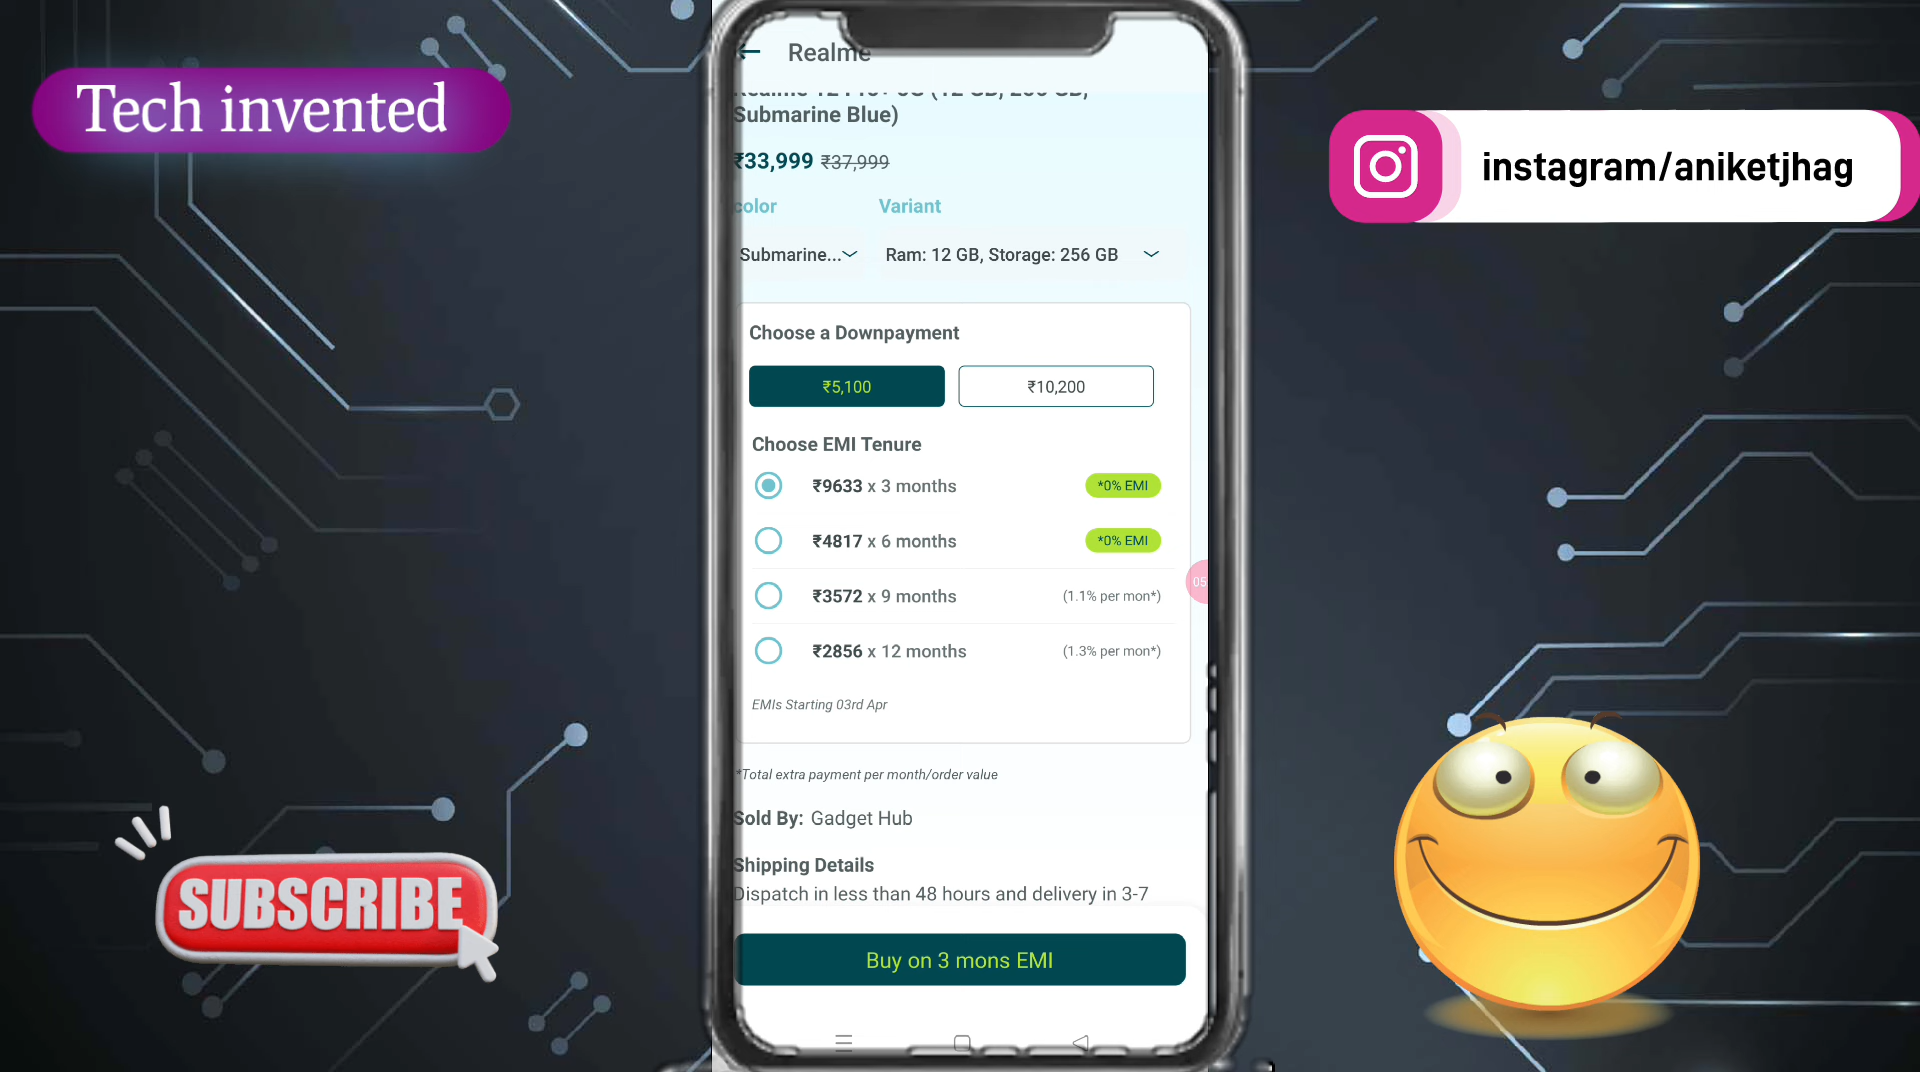 Tech invented
Realme
Submarine Blue)
₹33,999 ₹37,999
color Variant
Submarine... Ram: 12 GB, Storage: 256 GB
Choose a Downpayment
₹5,100 ₹10,200
Choose EMI Tenure
₹9633 x 3 months *0% EMI
₹4817 x 6 months *0% EMI
₹3572 x 9 months (1.1% per mon*)
₹2856 x 12 months (1.3% per mon*)
EMIs Starting 03rd Apr
*Total extra payment per month/order value
Sold By: Gadget Hub
Shipping Details
Dispatch in less than 48 hours and delivery in 3-7
Buy on 3 mons EMI
instagram/aniketjhag
SUBSCRIBE